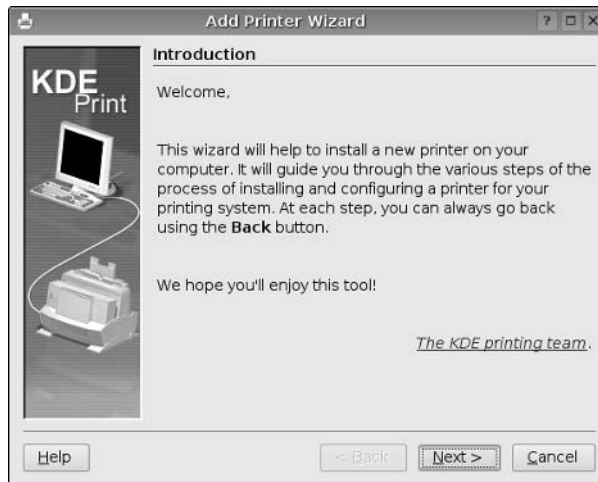 Add Printer Wizard
?
KDE
Print
Introduction
Welcome,
This wizard will help to install a new printer on your
computer. It will guide you through the various steps of the
process of installing and configuring a printer for your
printing system. At each step, you can always go back
using the Back button.
We hope you'll enjoy this tool!
The KDE printing team.
Help
< Back
Next >
Cancel